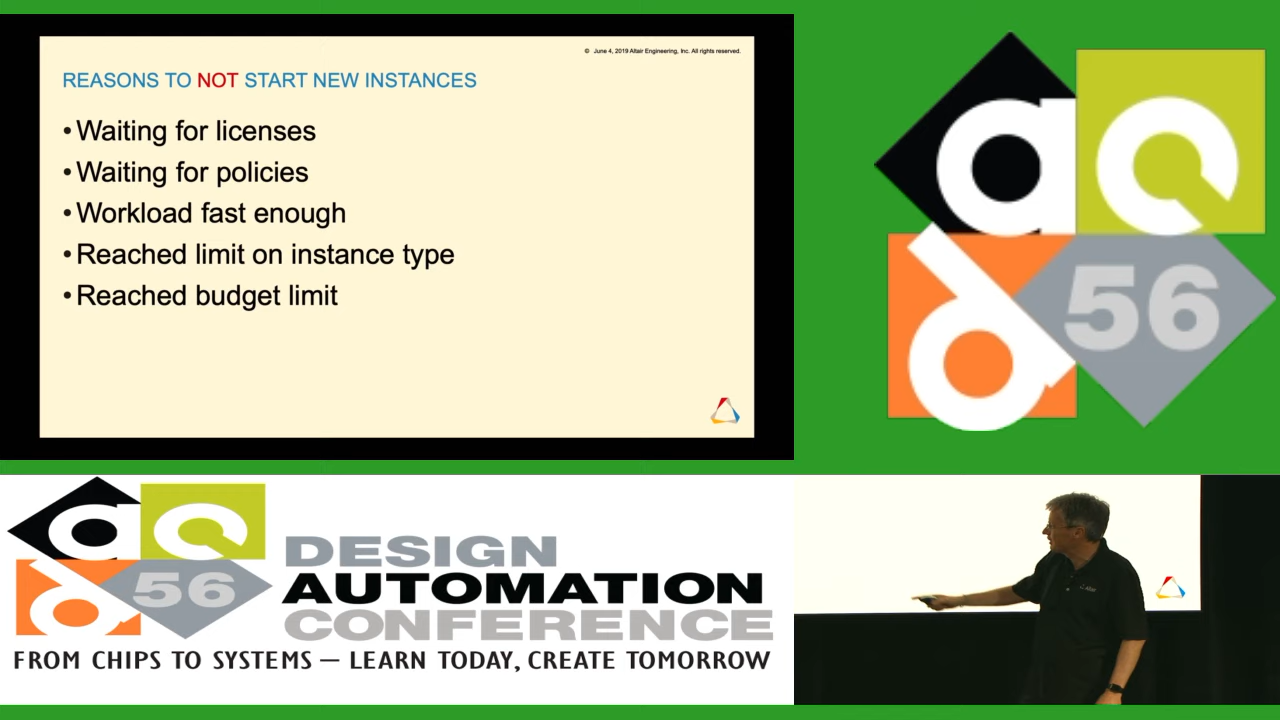 © June 4, 2019 Altair Engineering, Inc. All rights reserved.
REASONS TO NOT START NEW INSTANCES
• Waiting for licenses
• Waiting for policies
• Workload fast enough
• Reached limit on instance type
• Reached budget limit
56
56
DESIGN
AUTOMATION
CONFERENCE
FROM CHIPS TO SYSTEMS — LEARN TODAY, CREATE TOMORROW